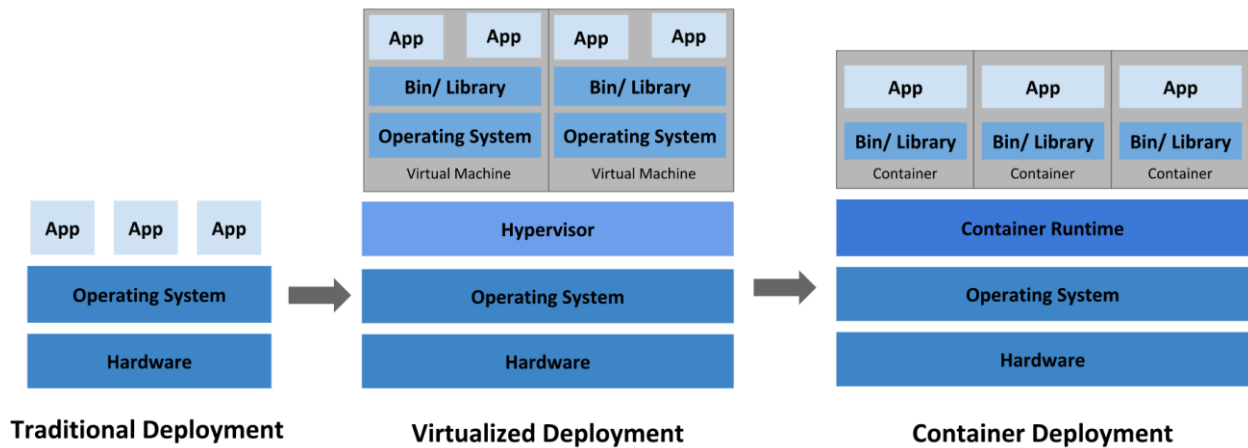 App
App
App
Operating System
Hardware
Traditional Deployment
App
App
Bin/ Library
Operating System
Virtual Machine
App
App
Bin/ Library
Operating System
Virtual Machine
Hypervisor
Operating System
Hardware
Virtualized Deployment
App
Bin/ Library
Container
App
Bin/ Library
Container
App
Bin/ Library
Container
Container Runtime
Operating System
Hardware
Container Deployment